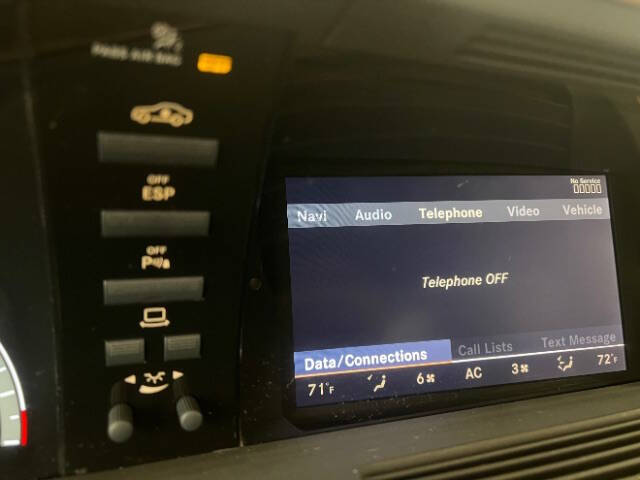 PASS AIR BAG
OFF
ESP
OFF
P
No Service
Navi Audio Telephone Video Vehicle
Telephone OFF
Data/Connections Call Lists Text Message
71°F 6 AC 3 72°F